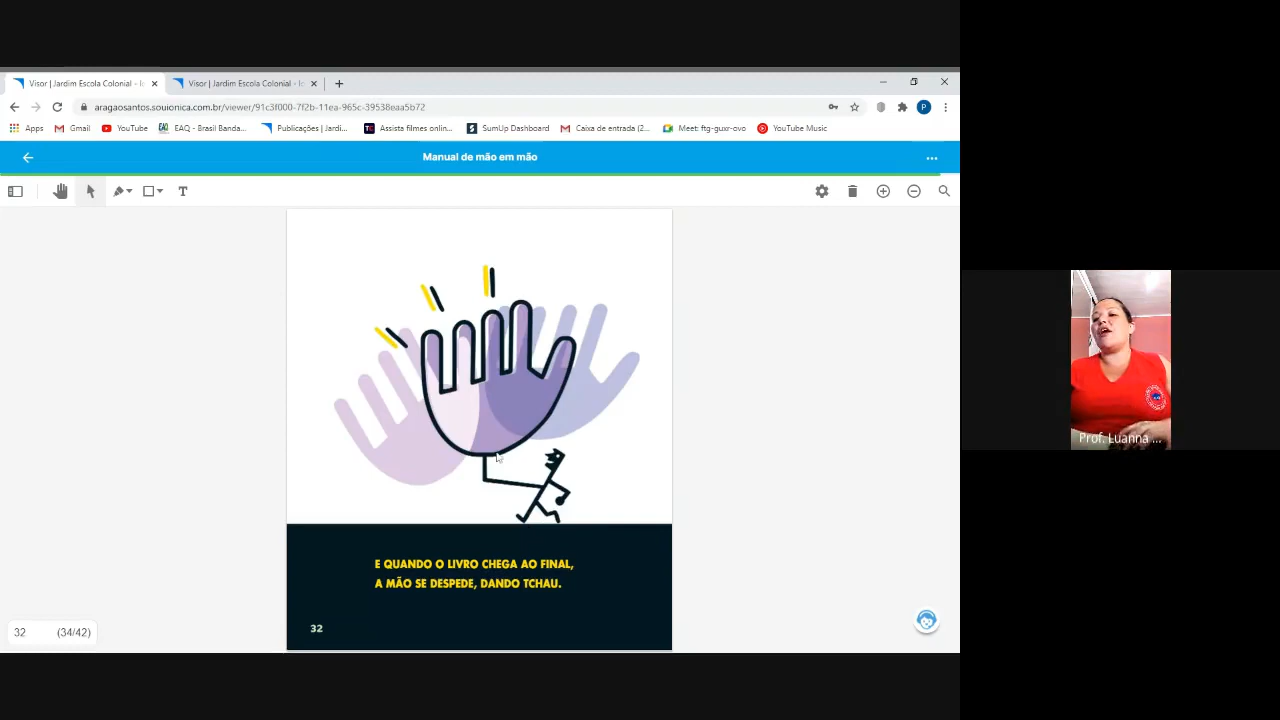 Visor | Jardim Escola Colonial - I
Visor | Jardim Escola Colonial - I
aragaosantos.souionica.com.br/viewer/91c3f000-7f2b-11ea-965c-39538eaa5b72
P
Apps
Gmail
YouTube
EAQ - Brasil Banda...
Publicações | Jardi...
Assista filmes onlin...
SumUp Dashboard
Caixa de entrada (2...
Meet: ftg-guxr-ovo
YouTube Music
Manual de mão em mão
T
E QUANDO O LIVRO CHEGA AO FINAL,
A MÃO SE DESPEDE, DANDO TCHAU.
32
32 (34/42)
Prof. Luanna ...